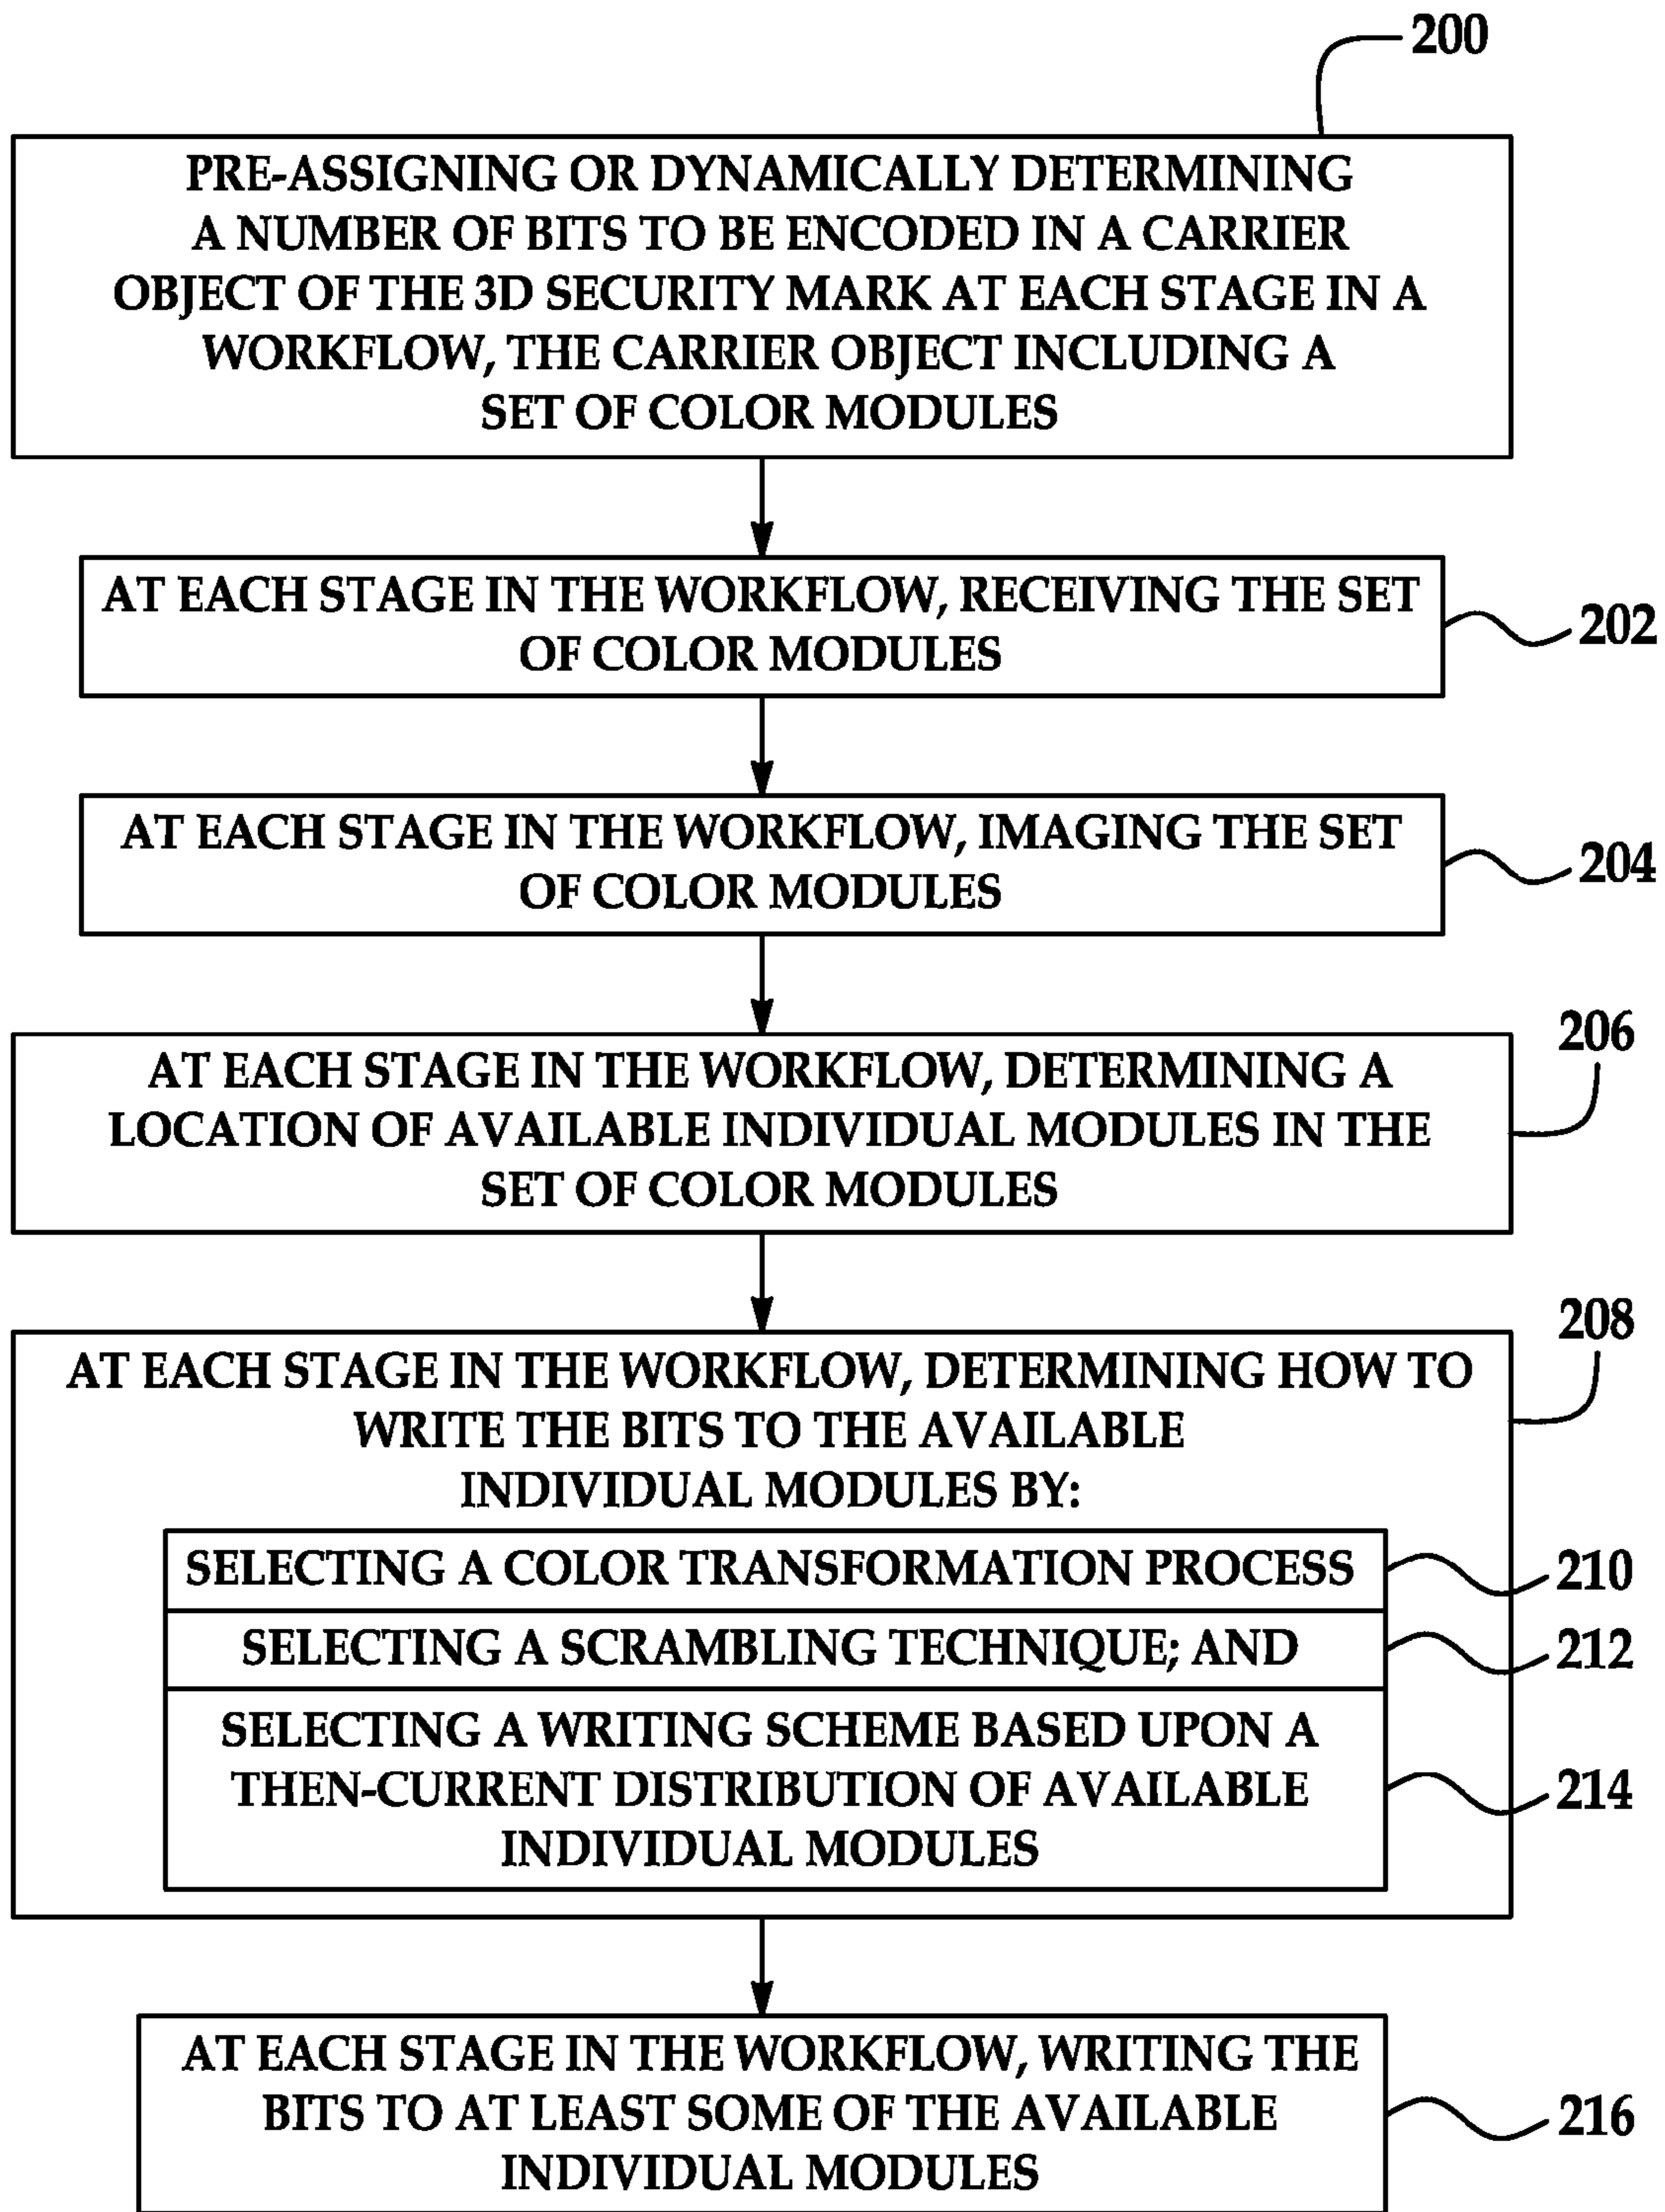 200
PRE-ASSIGNING OR DYNAMICALLY DETERMINING
A NUMBER OF BITS TO BE ENCODED IN A CARRIER
OBJECT OF THE 3D SECURITY MARK AT EACH STAGE IN A
WORKFLOW, THE CARRIER OBJECT INCLUDING A
SET OF COLOR MODULES
AT EACH STAGE IN THE WORKFLOW, RECEIVING THE SET
OF COLOR MODULES
202
AT EACH STAGE IN THE WORKFLOW, IMAGING THE SET
OF COLOR MODULES
204
206
AT EACH STAGE IN THE WORKFLOW, DETERMINING A
LOCATION OF AVAILABLE INDIVIDUAL MODULES IN THE
SET OF COLOR MODULES
208
AT EACH STAGE IN THE WORKFLOW, DETERMINING HOW TO
WRITE THE BITS TO THE AVAILABLE
INDIVIDUAL MODULES BY:
SELECTING A COLOR TRANSFORMATION PROCESS
210
SELECTING A SCRAMBLING TECHNIQUE; AND
212
SELECTING A WRITING SCHEME BASED UPON A
THEN-CURRENT DISTRIBUTION OF AVAILABLE
INDIVIDUAL MODULES
214
AT EACH STAGE IN THE WORKFLOW, WRITING THE
BITS TO AT LEAST SOME OF THE AVAILABLE
INDIVIDUAL MODULES
216